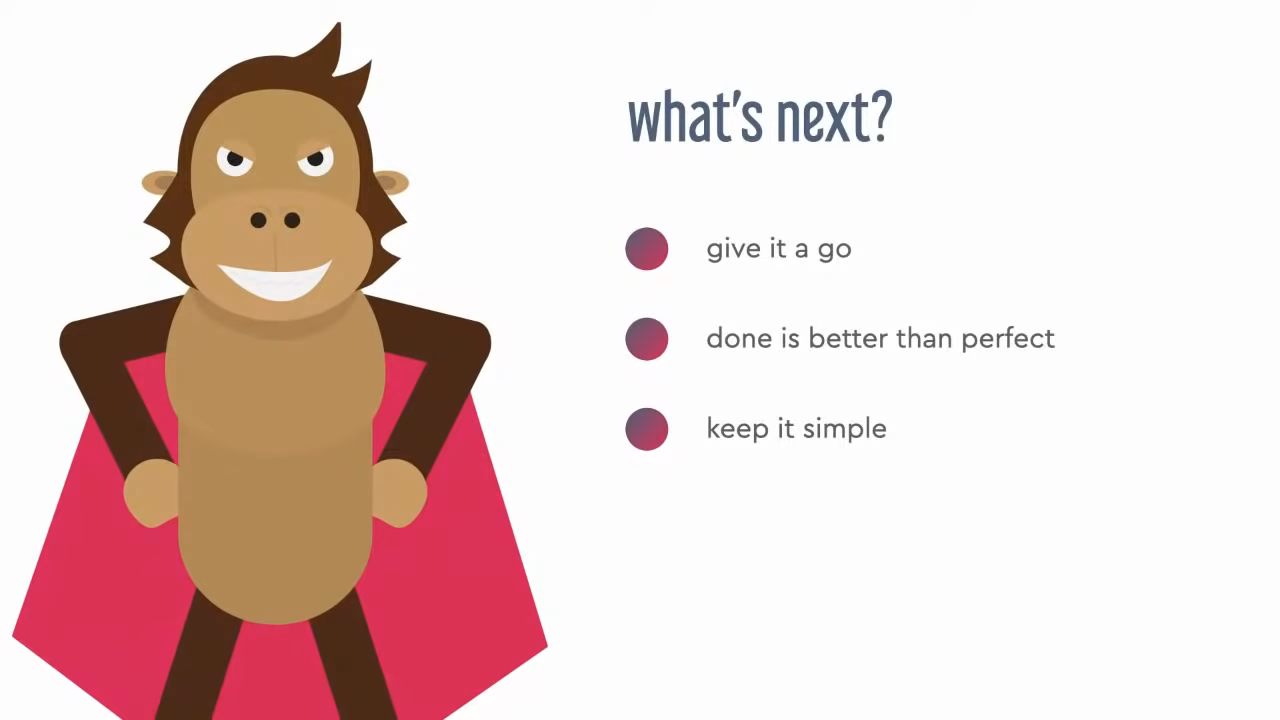 what's next?
give it a go
done is better than perfect
keep it simple